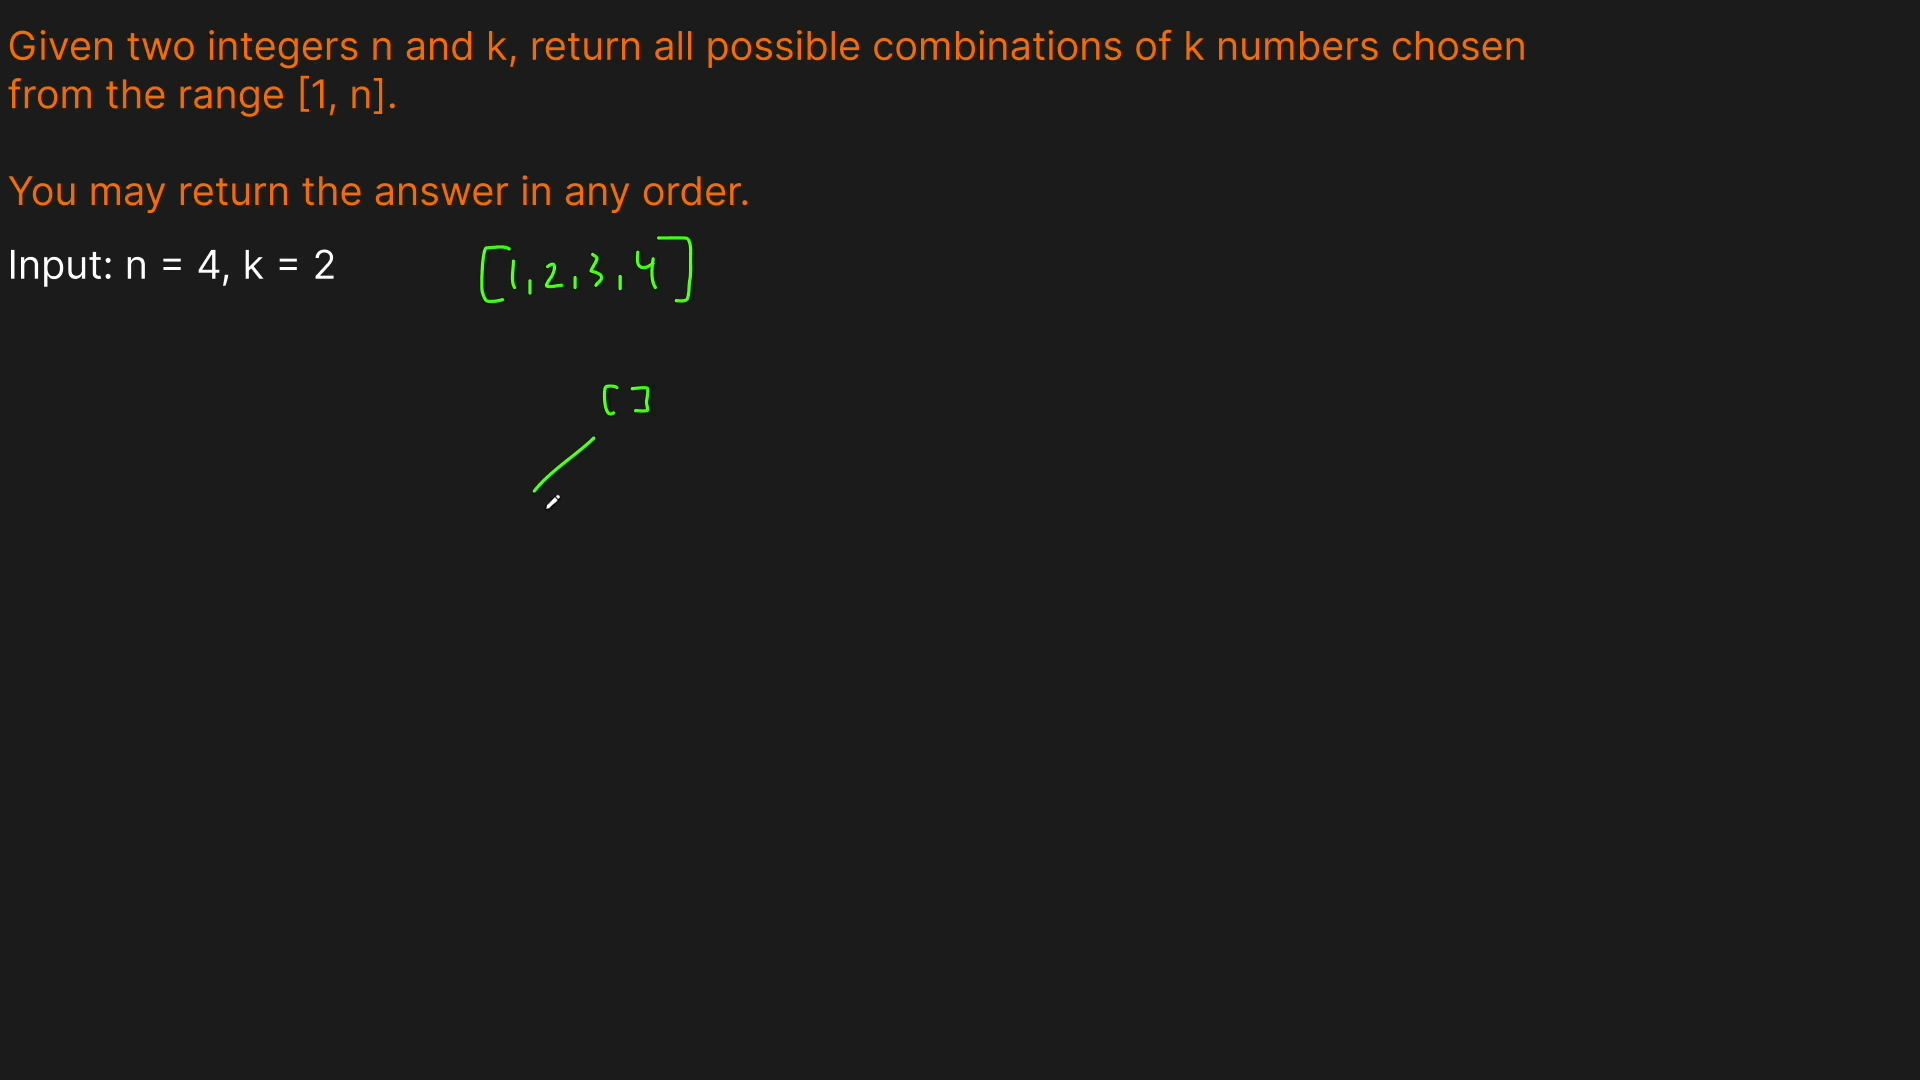 Given two integers n and k, return all possible combinations of k numbers chosen
from the range [1, n].
You may return the answer in any order.
Input: n = 4, k = 2
[1,2,3,4]
[]